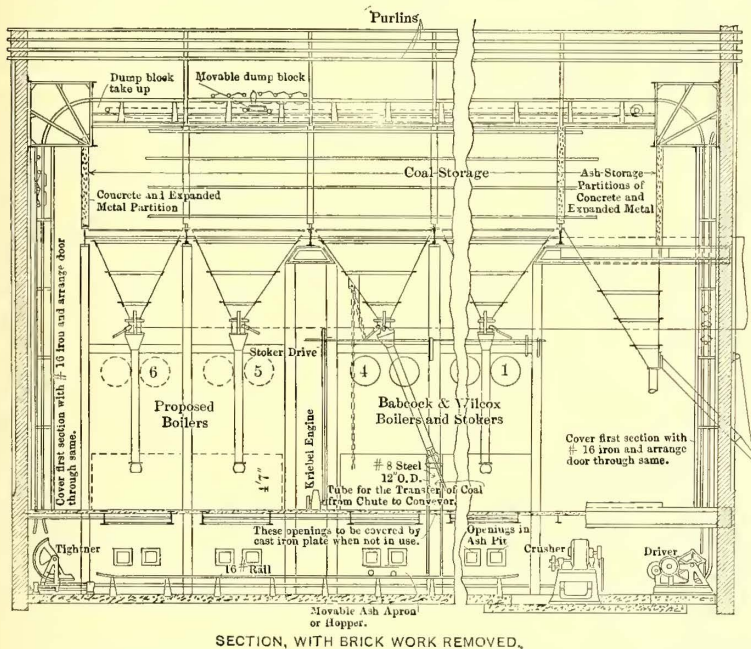 Purlins
Dump block
take up
Movable dump block
Coal Storage
Ash Storage
Partitions of
Concrete and
Expanded Metal
Concrete and Expanded
Metal Partition
Cover first section with # 16 iron and arrange door
through same.
Stoker Drive
6
5
4
1
Proposed
Boilers
Babcock & Wilcox
Boilers and Stokers
Kriebel Engine
4'7"
# 8 Steel
12"O.D.
Tube for the Transfer of Coal
from Chute to Conveyor.
Cover first section with
# 16 iron and arrange
door through same.
These openings to be covered by
cast iron plate when not in use.
Openings in
Ash Pit
Tightner
16 # Rail
Crusher
Driver
Movable Ash Apron
or Hopper.
SECTION, WITH BRICK WORK REMOVED.